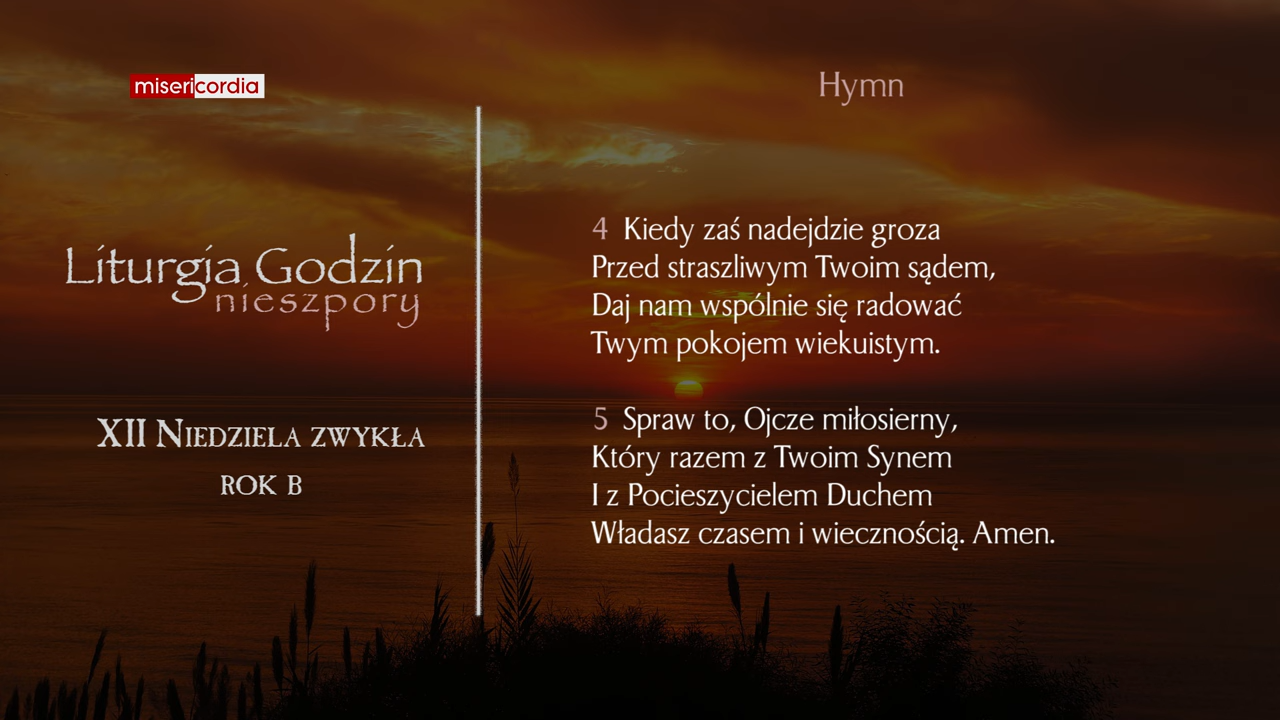 misericordia
Liturgia Godzin
nieszpory
XII Niedziela zwykła
rok B
Hymn
4 Kiedy zaś nadejdzie groza
Przed straszliwym Twoim sądem,
Daj nam wspólnie się radować
Twym pokojem wiekuistym.
5 Spraw to, Ojcze miłosierny,
Który razem z Twoim Synem
I z Pocieszycielem Duchem
Władasz czasem i wiecznością. Amen.